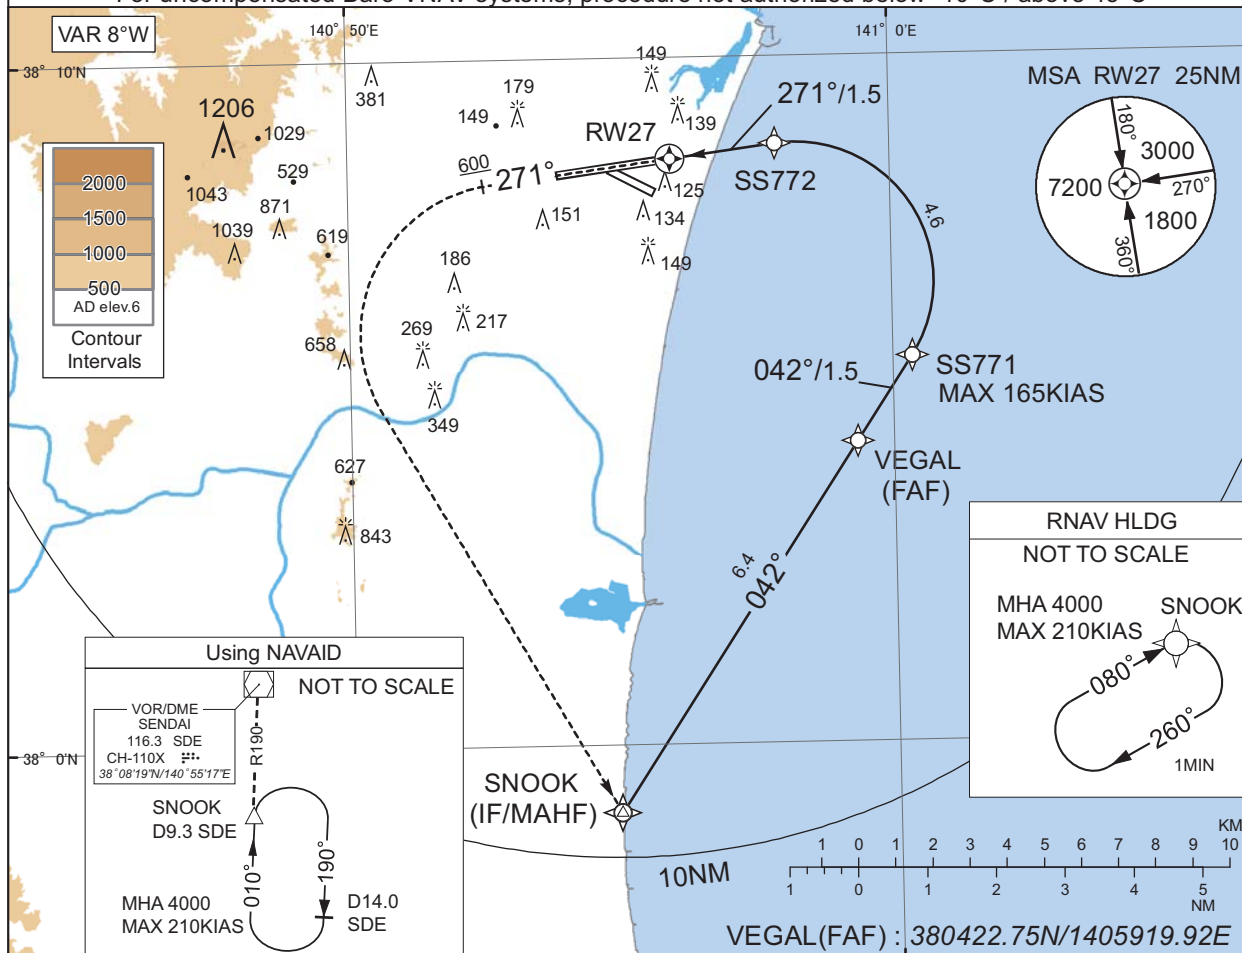 VAR 8°W
140° 50'E
141° 0'E
38° 10'N
38° 0'N
MSA RW27 25NM
180°
3000
7200
270°
1800
360°
149
381
179
149
139
271°/1.5
RW27
SS772
1206
1029
1043
529
871
1039
619
600
271°
125
134
151
149
4.6
2000
1500
1000
500
AD elev.6
Contour
Intervals
186
217
269
658
349
042°/1.5
SS771
MAX 165KIAS
VEGAL
(FAF)
627
843
6.4
042°
RNAV HLDG
NOT TO SCALE
MHA 4000
MAX 210KIAS
SNOOK
080°
260°
1MIN
Using NAVAID
NOT TO SCALE
VOR/DME
SENDAI
116.3 SDE
CH-110X
38°08'19"N/140°55'17"E
R190
SNOOK
D9.3 SDE
010°
190°
MHA 4000
MAX 210KIAS
D14.0
SDE
SNOOK
(IF/MAHF)
10NM
KM
1 0 1 2 3 4 5 6 7 8 9 10
1 0 1 2 3 4 5
NM
VEGAL(FAF) : 380422.75N/1405919.92E